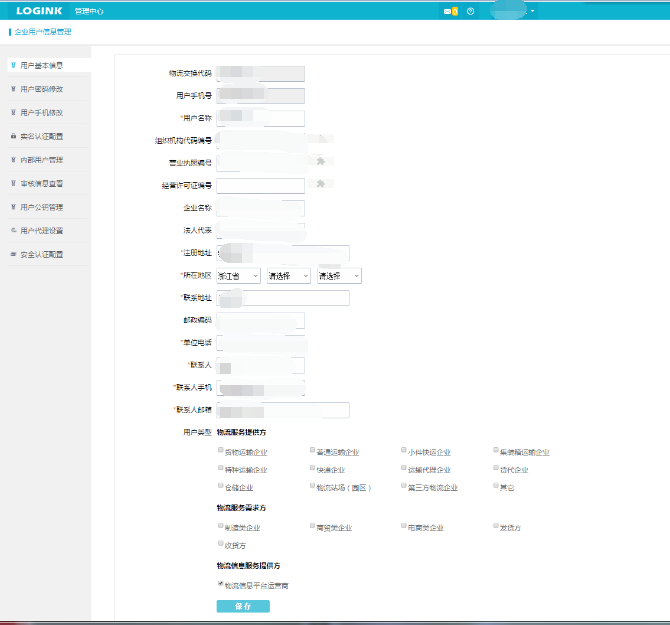 LOGINK 管理中心
0
企业用户信息管理
用户基本信息
用户密码修改
用户手机修改
实名认证配置
内部用户管理
审核信息查看
用户公钥管理
用户代理设置
安全认证配置
物流交换代码
用户手机号
*用户名称
组织机构代码编号
营业执照编号
经营许可证编号
企业名称
法人代表
*注册地址
*所在地区 浙江省 请选择 请选择
*联系地址
邮政编码
*单位电话
*联系人
*联系人手机
*联系人邮箱
用户类型 物流服务提供方
货物运输企业 普通运输企业 小件快运企业 集装箱运输企业
特种运输企业 快递企业 运输代理企业 货代企业
仓储企业 物流站场（园区） 第三方物流企业 其它
物流服务需求方
制造类企业 商贸类企业 电商类企业 发货方
收货方
物流信息服务提供方
物流信息平台运营商
保 存